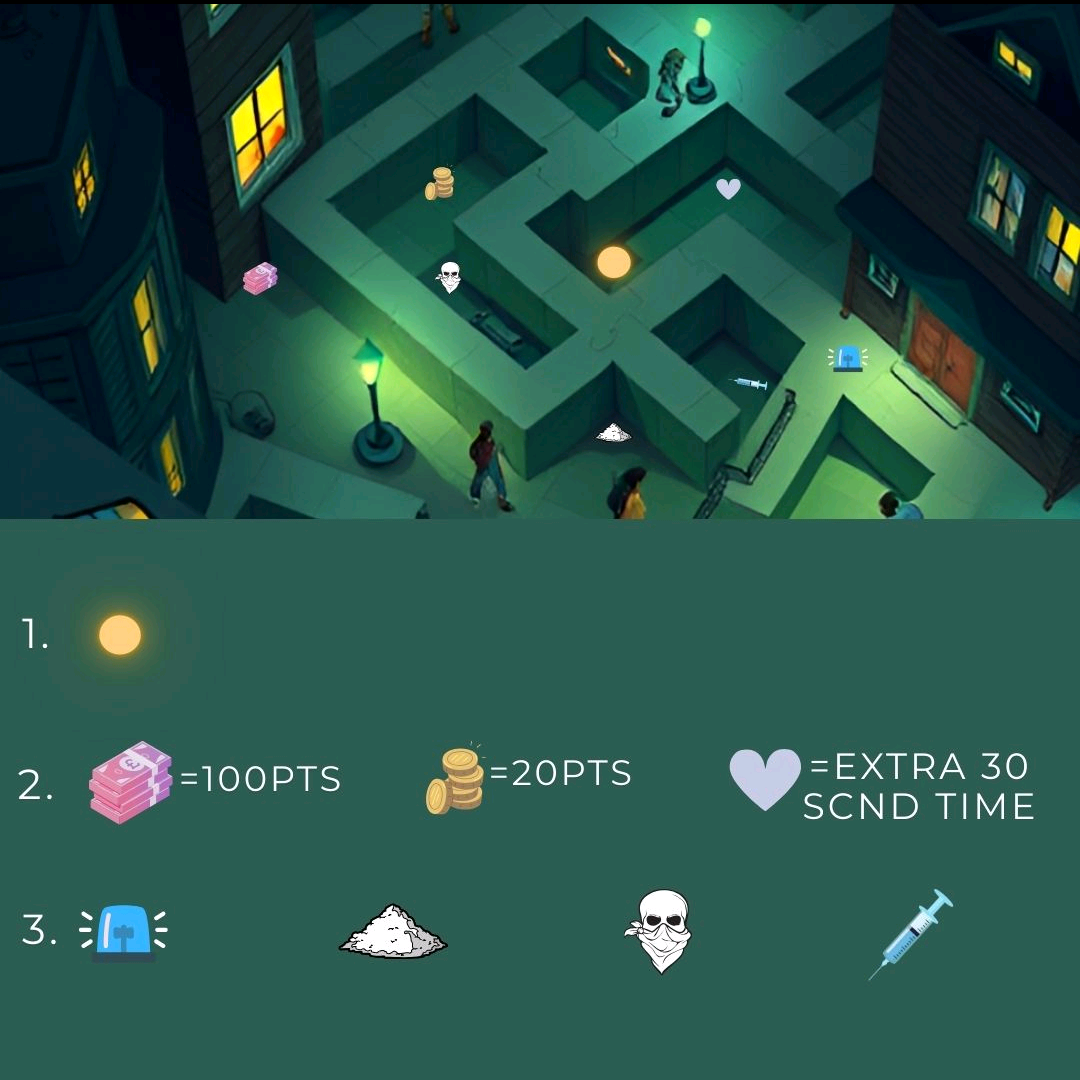 1.
2. =100PTS =20PTS =EXTRA 30
SCND TIME
3.